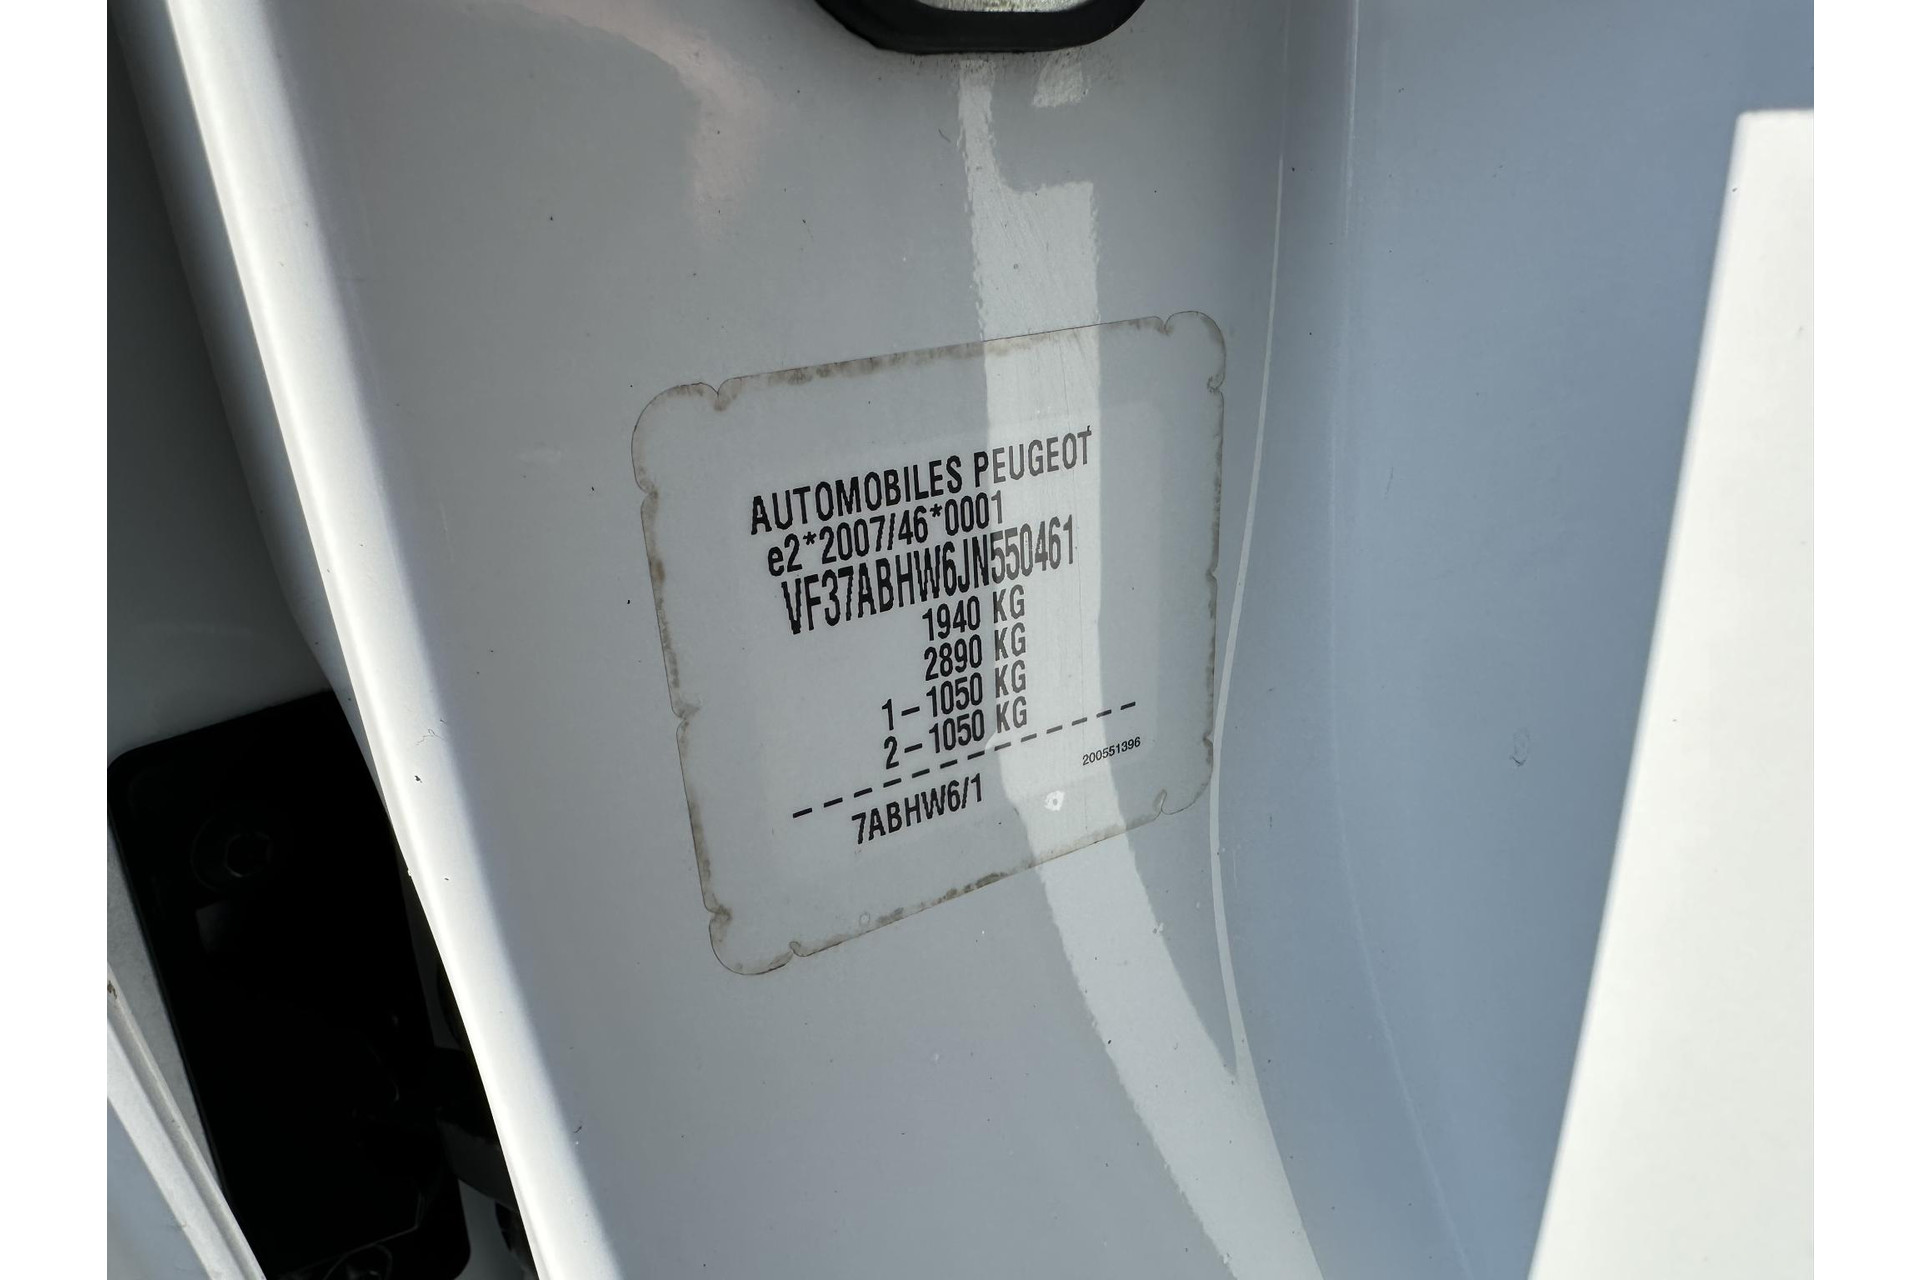 AUTOMOBILES PEUGEOT
e2*2007/46*0001
VF37ABHW6JN550461
1940 KG
2890 KG
1-1050 KG
2-1050 KG
200551396
7ABHW6/1